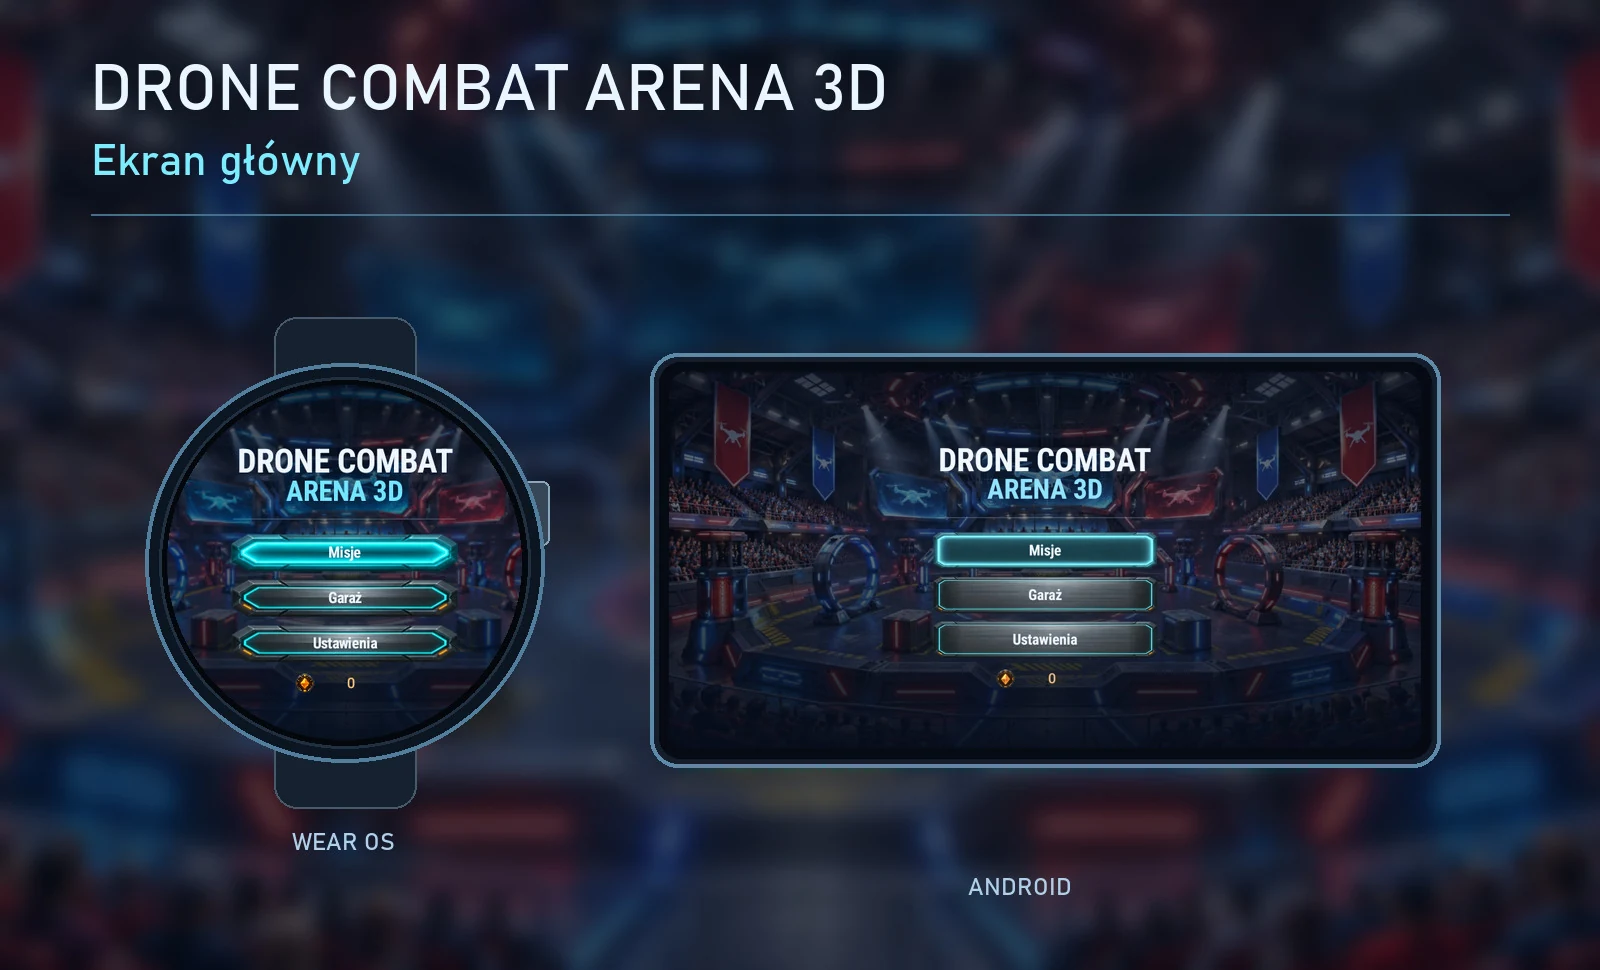 DRONE COMBAT ARENA 3D
Ekran główny
DRONE COMBAT
ARENA 3D
Misje
Garaż
Ustawienia
0
WEAR OS
DRONE COMBAT
ARENA 3D
Misje
Garaż
Ustawienia
0
ANDROID